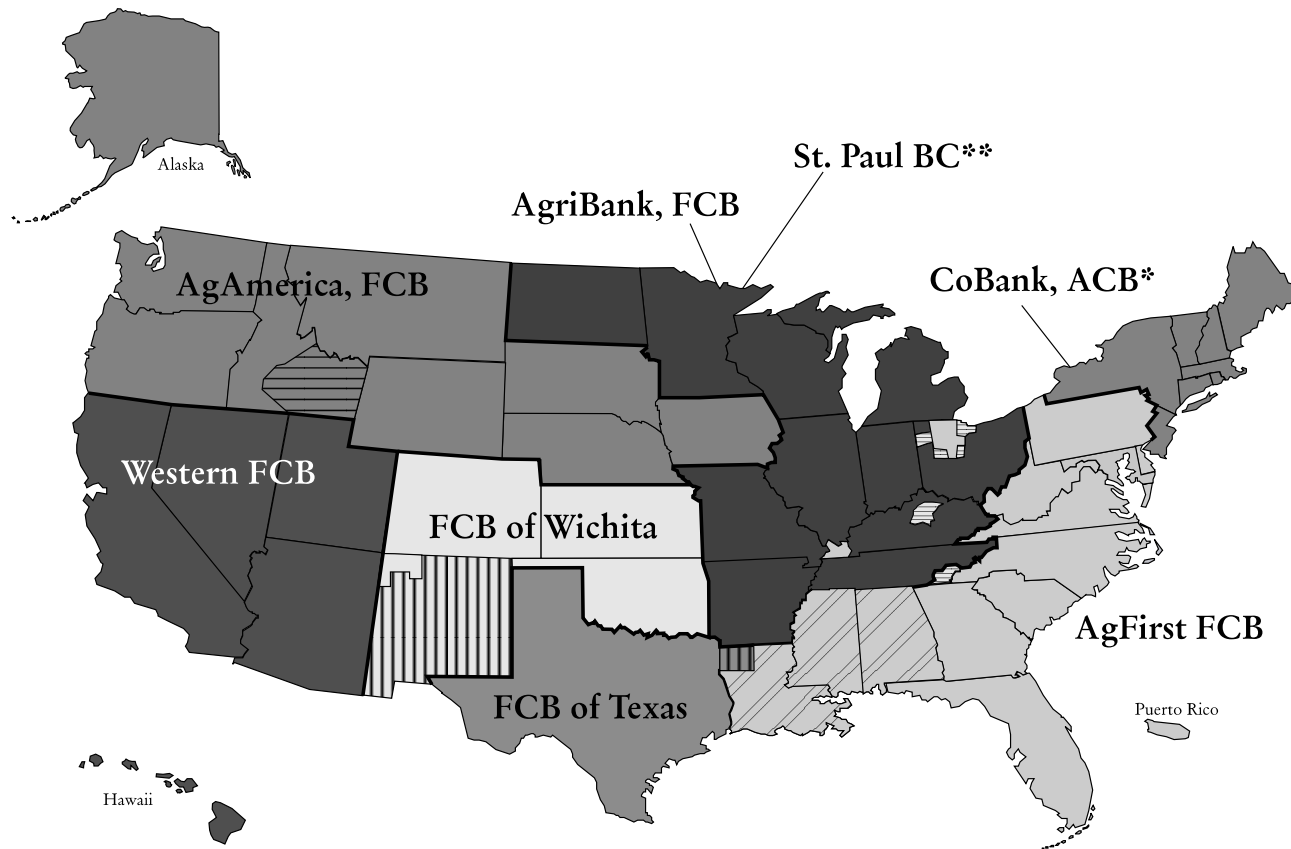 Alaska
St. Paul BC**
AgriBank, FCB
CoBank, ACB*
AgAmerica, FCB
Western FCB
FCB of Wichita
AgFirst FCB
FCB of Texas
Puerto Rico
Hawaii